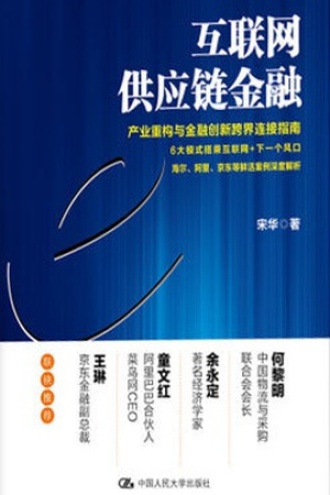 互联网
供应链金融
产业重构与金融创新跨界连接指南
6大模式搭乘互联网+下一个风口
海尔、阿里、京东等鲜活案例深度解析
宋华 著
何黎明
中国物流与采购
联合会会长
余永定
著名经济学家
童文红
阿里巴巴合伙人
菜鸟网CEO
王琳
京东金融副总裁
联袂推荐
中国人民大学出版社